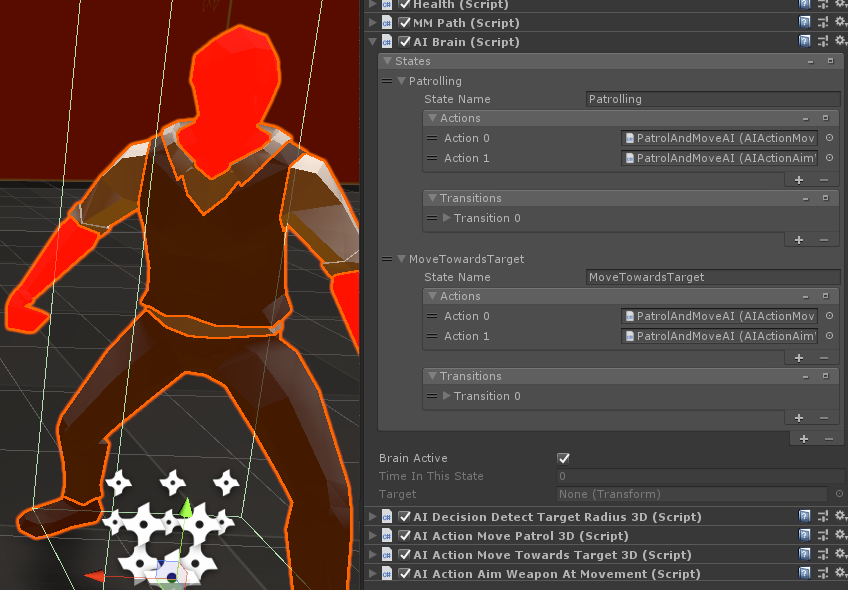 Health (Script)
MM Path (Script)
AI Brain (Script)
States
Patrolling
State Name Patrolling
Actions
Action 0 PatrolAndMoveAI (AIActionMov
Action 1 PatrolAndMoveAI (AIActionAim
Transitions
Transition 0
MoveTowardsTarget
State Name MoveTowardsTarget
Actions
Action 0 PatrolAndMoveAI (AIActionMov
Action 1 PatrolAndMoveAI (AIActionAim
Transitions
Transition 0
Brain Active
Time In This State 0
Target None (Transform)
AI Decision Detect Target Radius 3D (Script)
AI Action Move Patrol 3D (Script)
AI Action Move Towards Target 3D (Script)
AI Action Aim Weapon At Movement (Script)